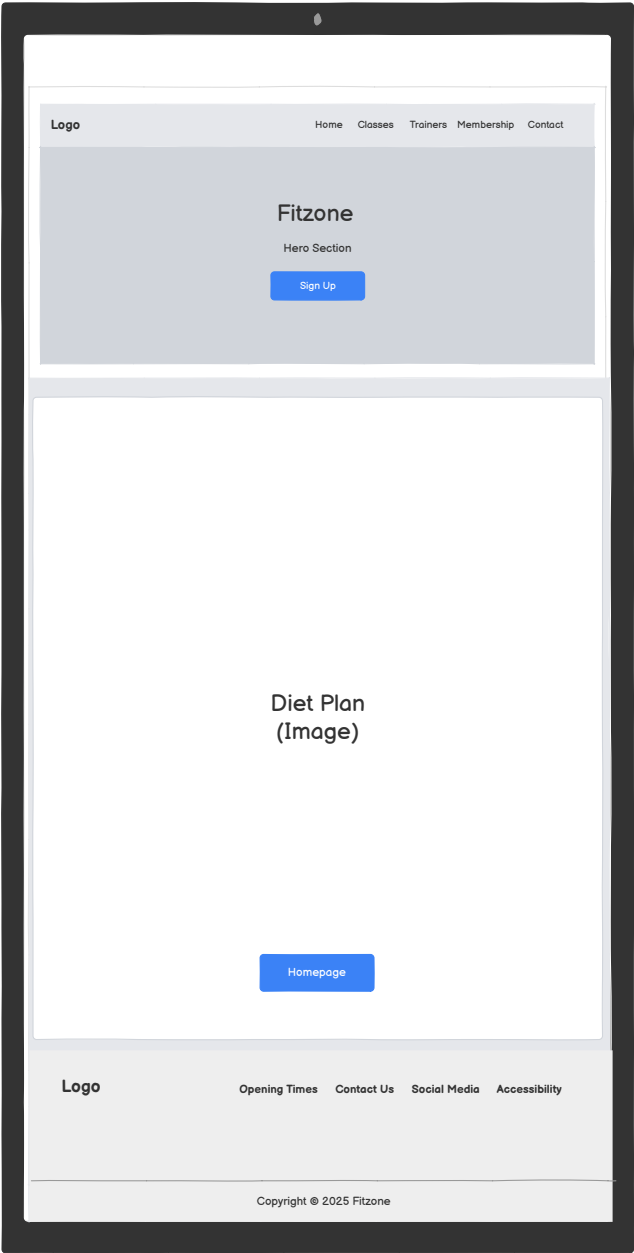 Logo Home Classes Trainers Membership Contact
Fitzone
Hero Section
Sign Up
Diet Plan
(Image)
Homepage
Logo Opening Times Contact Us Social Media Accessibility
Copyright © 2025 Fitzone